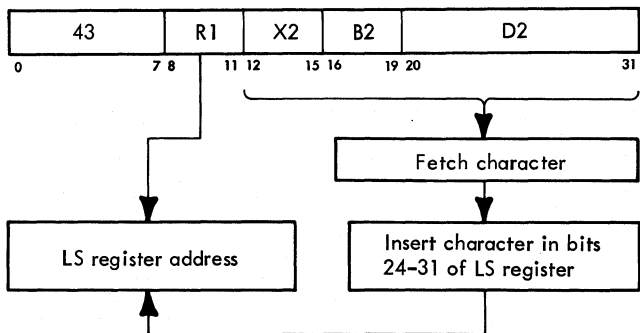 43 R1 X2 B2 D2
0 7 8 11 12 15 16 19 20 31
Fetch character
LS register address
Insert character in bits
24-31 of LS register